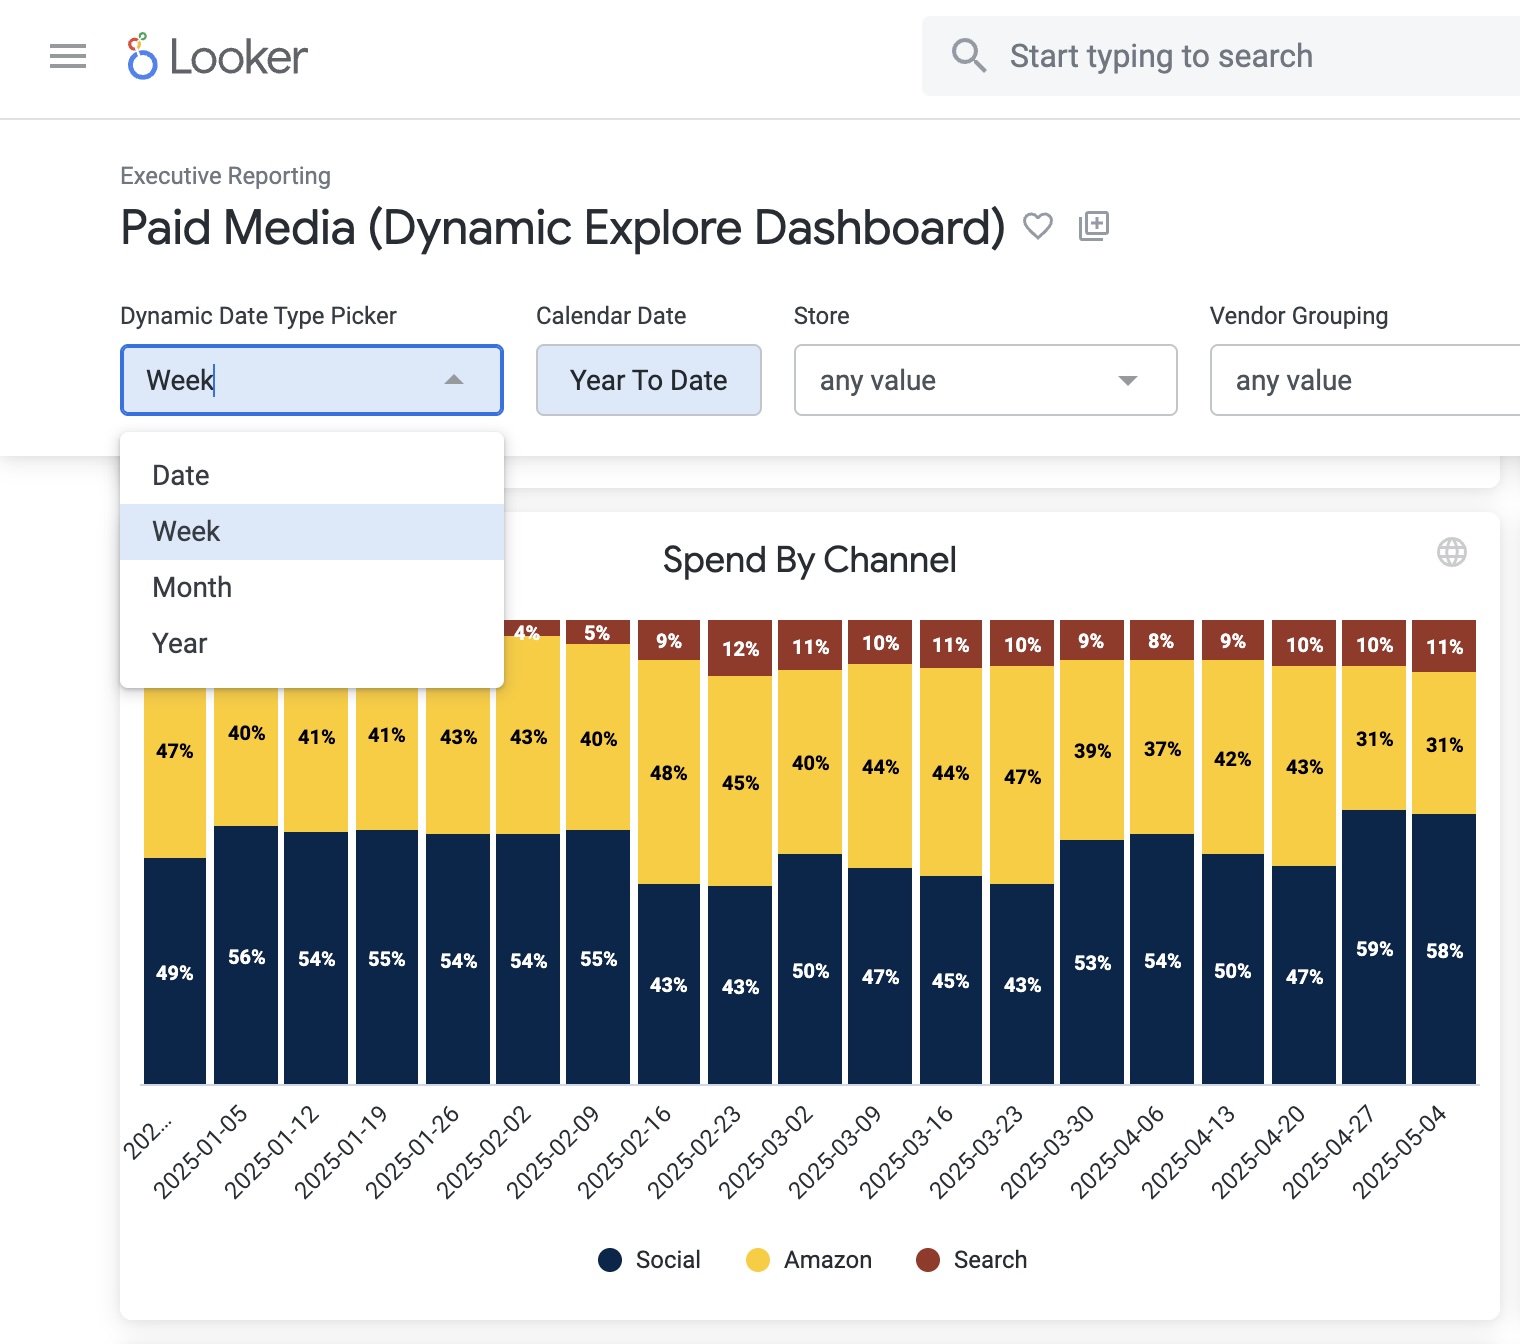 Looker
Start typing to search
Executive Reporting
Paid Media (Dynamic Explore Dashboard)
Dynamic Date Type Picker
Calendar Date
Store
Vendor Grouping
Week
Year To Date
any value
any value
Date
Week
Month
Year
Spend By Channel
4% 5% 9% 12% 11% 10% 11% 10% 9% 8% 9% 10% 10% 11%
47% 40% 41% 41% 43% 43% 40% 48% 45% 40% 44% 44% 47% 39% 37% 42% 43% 31% 31%
49% 56% 54% 55% 54% 54% 55% 43% 43% 50% 47% 45% 43% 53% 54% 50% 47% 59% 58%
202...
2025-01-05
2025-01-12
2025-01-19
2025-01-26
2025-02-02
2025-02-09
2025-02-16
2025-02-23
2025-03-02
2025-03-09
2025-03-16
2025-03-23
2025-03-30
2025-04-06
2025-04-13
2025-04-20
2025-04-27
2025-05-04
Social
Amazon
Search